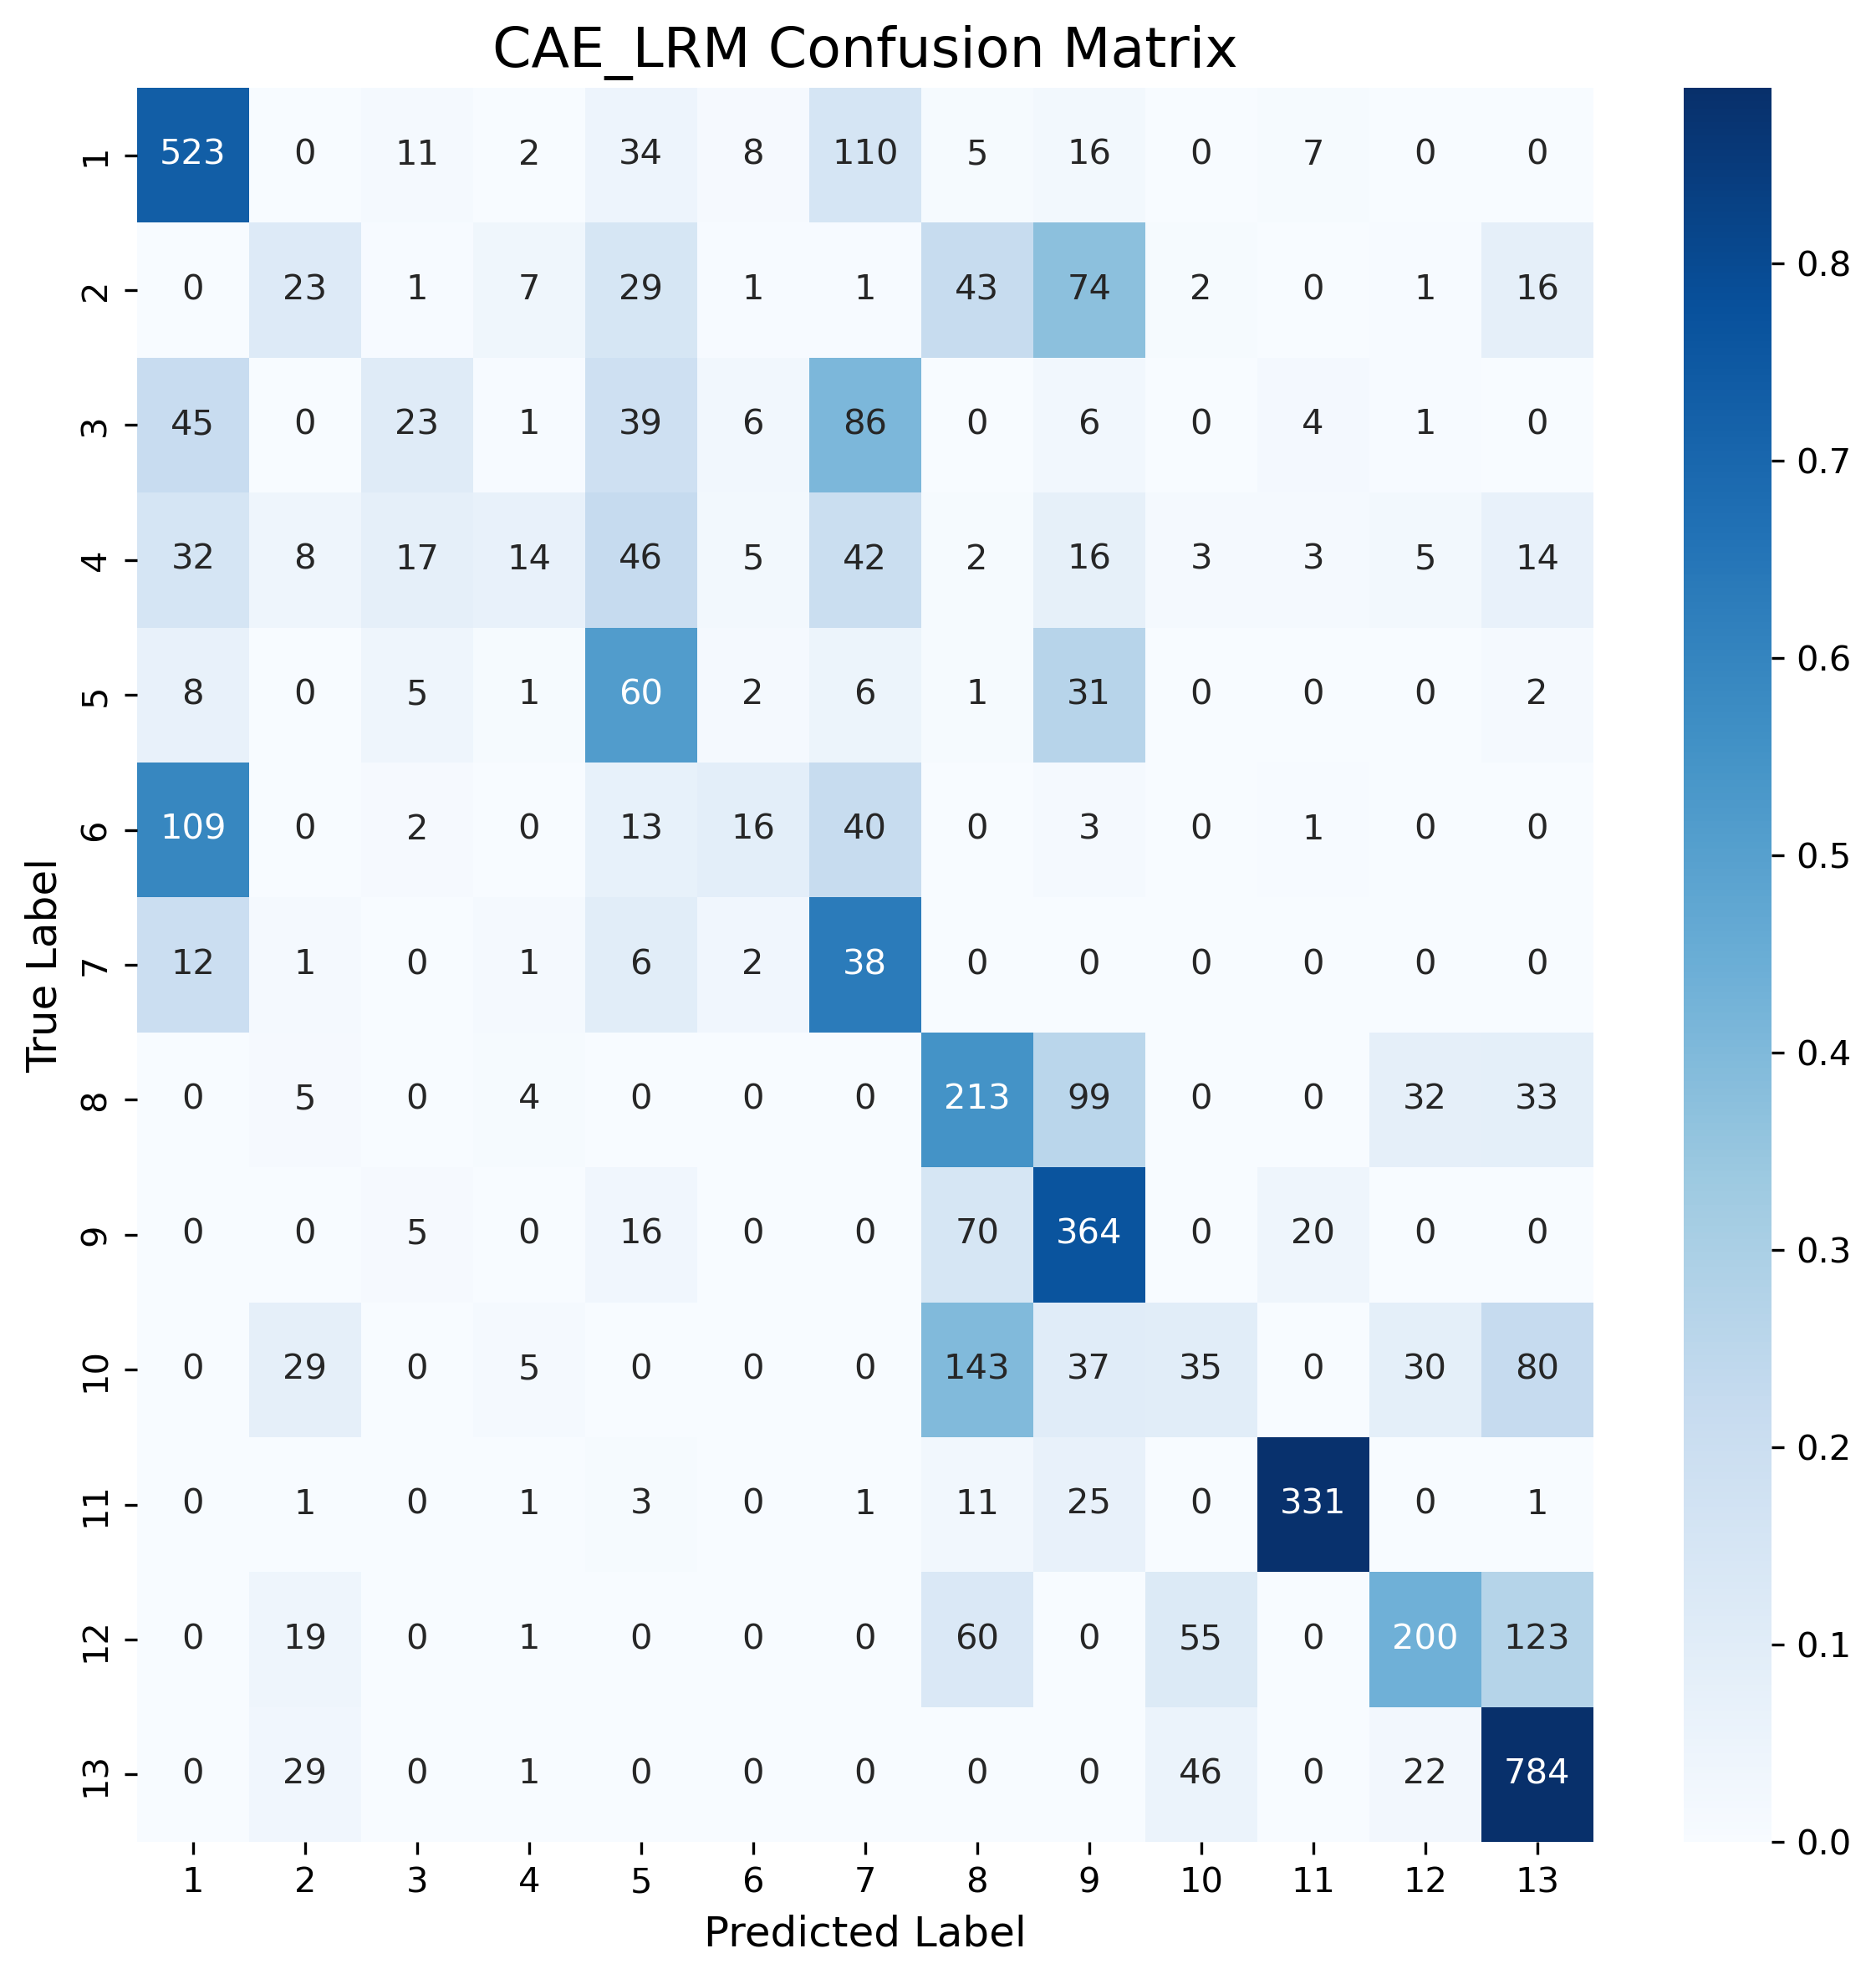 CAE_LRM Confusion Matrix
1 523 0 11 2 34 8 110 5 16 0 7 0 0
2 0 23 1 7 29 1 1 43 74 2 0 1 16
3 45 0 23 1 39 6 86 0 6 0 4 1 0
4 32 8 17 14 46 5 42 2 16 3 3 5 14
5 8 0 5 1 60 2 6 1 31 0 0 0 2
6 109 0 2 0 13 16 40 0 3 0 1 0 0
7 12 1 0 1 6 2 38 0 0 0 0 0 0
8 0 5 0 4 0 0 0 213 99 0 0 32 33
9 0 0 5 0 16 0 0 70 364 0 20 0 0
10 0 29 0 5 0 0 0 143 37 35 0 30 80
11 0 1 0 1 3 0 1 11 25 0 331 0 1
12 0 19 0 1 0 0 0 60 0 55 0 200 123
13 0 29 0 1 0 0 0 0 0 46 0 22 784
1 2 3 4 5 6 7 8 9 10 11 12 13
Predicted Label
True Label
0.8
0.7
0.6
0.5
0.4
0.3
0.2
0.1
0.0